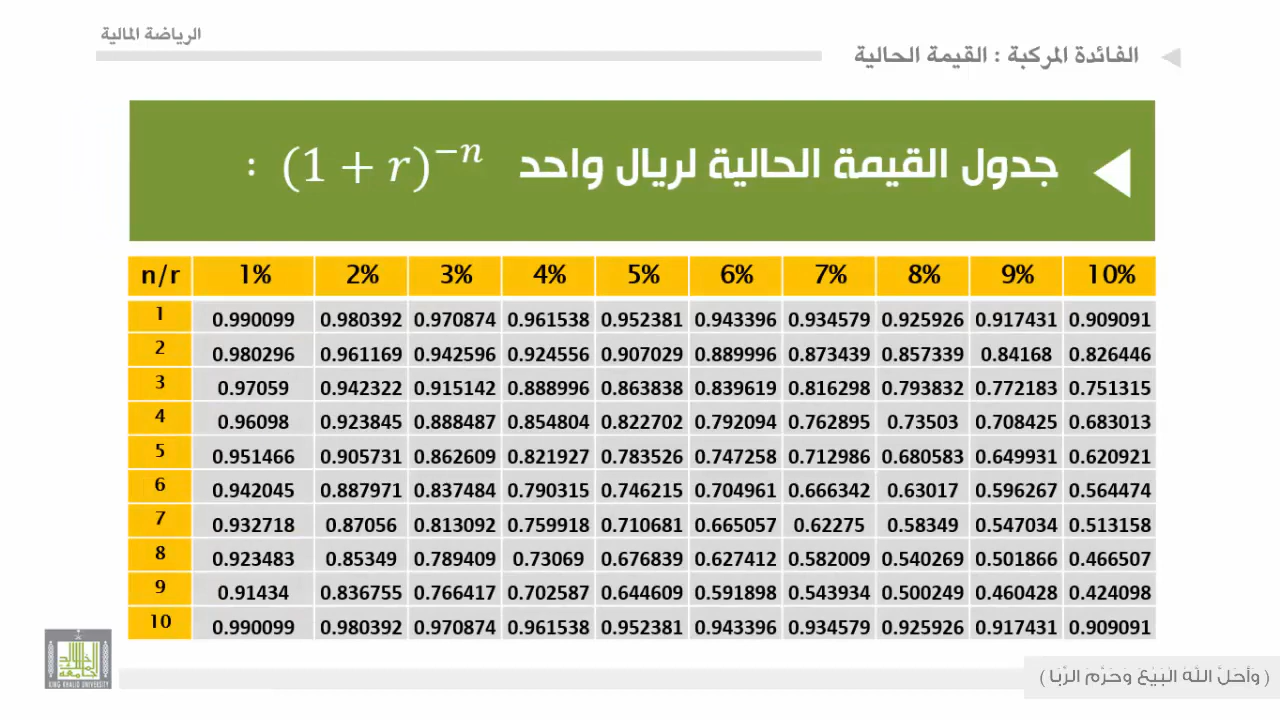 الرياضة المالية
الفائدة المركبة : القيمة الحالية
جدول القيمة الحالية لريال واحد (1 + r)^{-n} :
n/r 1% 2% 3% 4% 5% 6% 7% 8% 9% 10%
1 0.990099 0.980392 0.970874 0.961538 0.952381 0.943396 0.934579 0.925926 0.917431 0.909091
2 0.980296 0.961169 0.942596 0.924556 0.907029 0.889996 0.873439 0.857339 0.84168 0.826446
3 0.97059 0.942322 0.915142 0.888996 0.863838 0.839619 0.816298 0.793832 0.772183 0.751315
4 0.96098 0.923845 0.888487 0.854804 0.822702 0.792094 0.762895 0.73503 0.708425 0.683013
5 0.951466 0.905731 0.862609 0.821927 0.783526 0.747258 0.712986 0.680583 0.649931 0.620921
6 0.942045 0.887971 0.837484 0.790315 0.746215 0.704961 0.666342 0.63017 0.596267 0.564474
7 0.932718 0.87056 0.813092 0.759918 0.710681 0.665057 0.62275 0.58349 0.547034 0.513158
8 0.923483 0.85349 0.789409 0.73069 0.676839 0.627412 0.582009 0.540269 0.501866 0.466507
9 0.91434 0.836755 0.766417 0.702587 0.644609 0.591898 0.543934 0.500249 0.460428 0.424098
10 0.990099 0.980392 0.970874 0.961538 0.952381 0.943396 0.934579 0.925926 0.917431 0.909091
KING KHALID UNIVERSITY
( وَأَحَلَّ اللهُ الْبَيْعَ وَحَرَّمَ الرِّبَا )